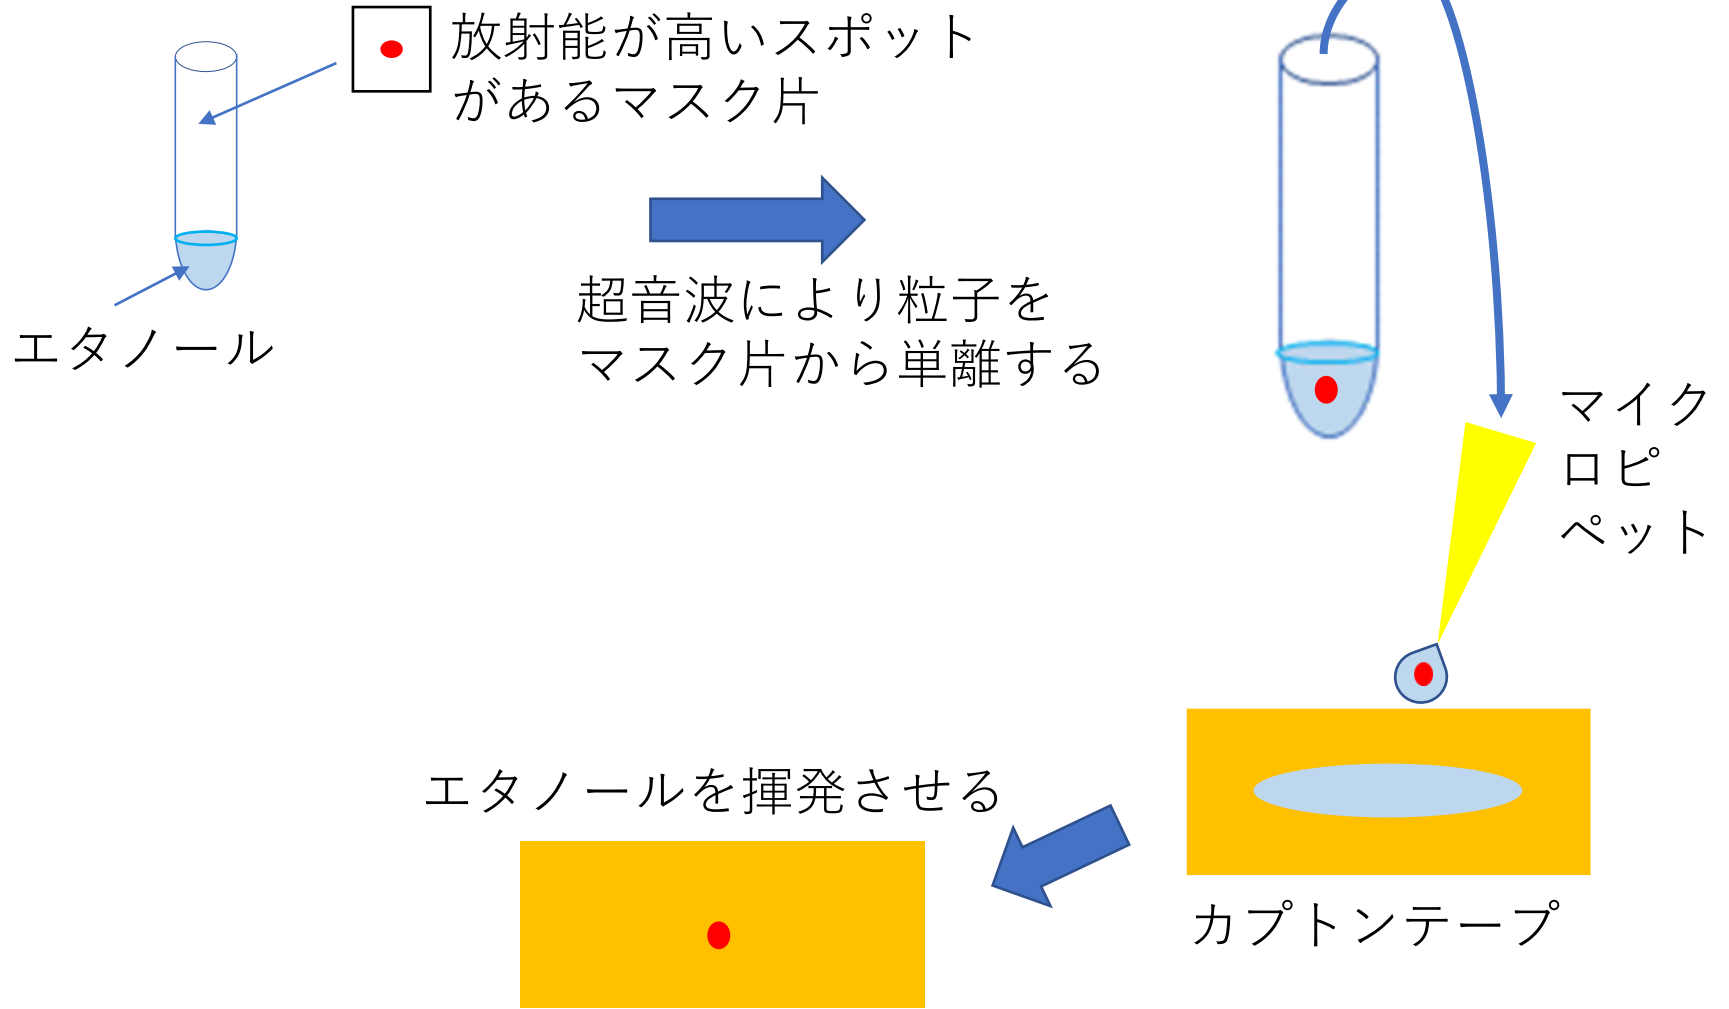 放射能が高いスポット
があるマスク片
エタノール
超音波により粒子を
マスク片から単離する
マイク
ロピ
ペット
カプトンテープ
エタノールを揮発させる